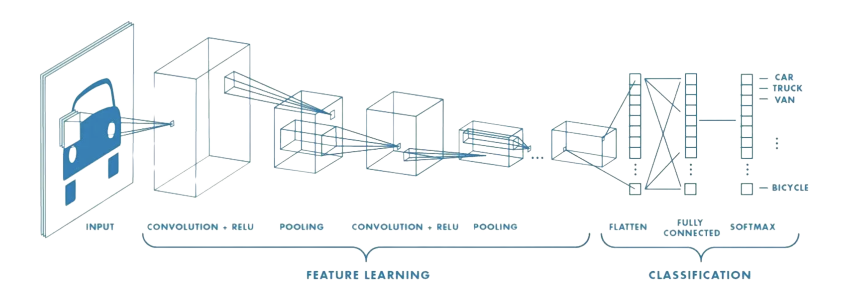 CAR
TRUCK
VAN
BICYCLE
INPUT
CONVOLUTION + RELU
POOLING
CONVOLUTION + RELU
POOLING
FLATTEN
FULLY
CONNECTED
SOFTMAX
FEATURE LEARNING
CLASSIFICATION